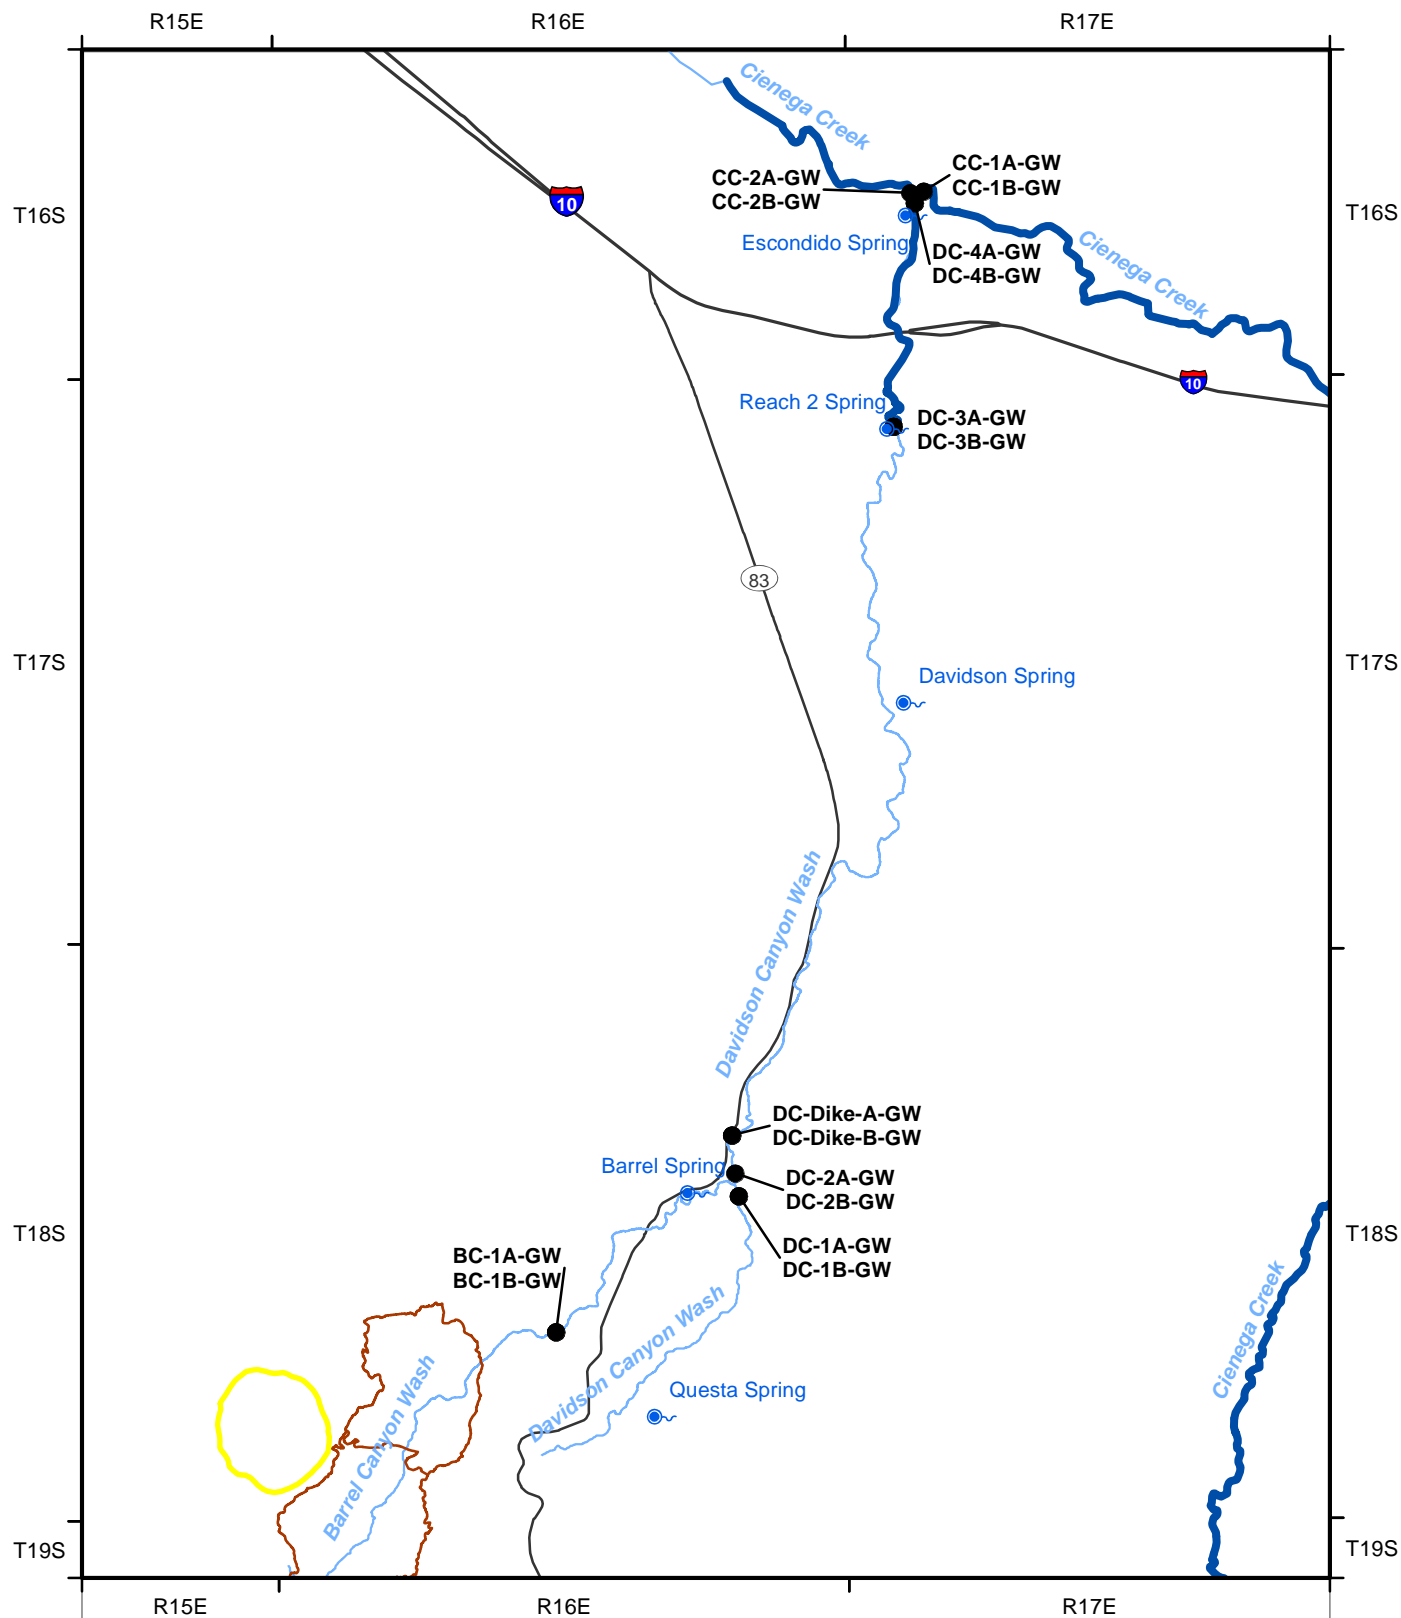 R15E
R16E
R17E
Cienega Creek
CC-1A-GW
CC-1B-GW
CC-2A-GW
CC-2B-GW
10
T16S
T16S
Escondido Spring
DC-4A-GW
DC-4B-GW
Cienega Creek
10
Reach 2 Spring
DC-3A-GW
DC-3B-GW
83
T17S
T17S
Davidson Spring
Davidson Canyon Wash
DC-Dike-A-GW
DC-Dike-B-GW
Barrel Spring
DC-2A-GW
DC-2B-GW
T18S
T18S
DC-1A-GW
DC-1B-GW
BC-1A-GW
BC-1B-GW
Cienega Creek
Davidson Canyon Wash
Questa Spring
Barrel Canyon Wash
T19S
T19S
R15E
R16E
R17E